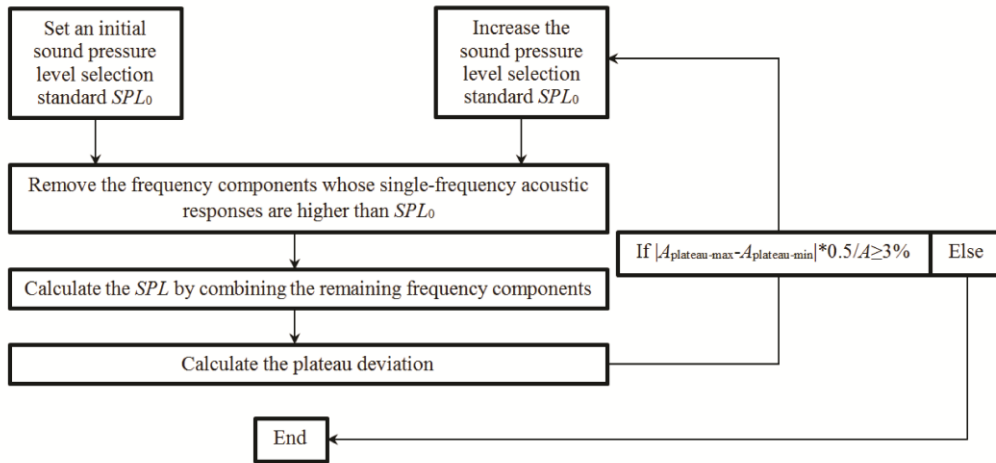 Set an initial
sound pressure
level selection
standard SPL₀
Increase the
sound pressure
level selection
standard SPL₀
Remove the frequency components whose single-frequency acoustic
responses are higher than SPL₀
If |Aplateau-max-Aplateau-min|*0.5/A≥3%
Else
Calculate the SPL by combining the remaining frequency components
Calculate the plateau deviation
End